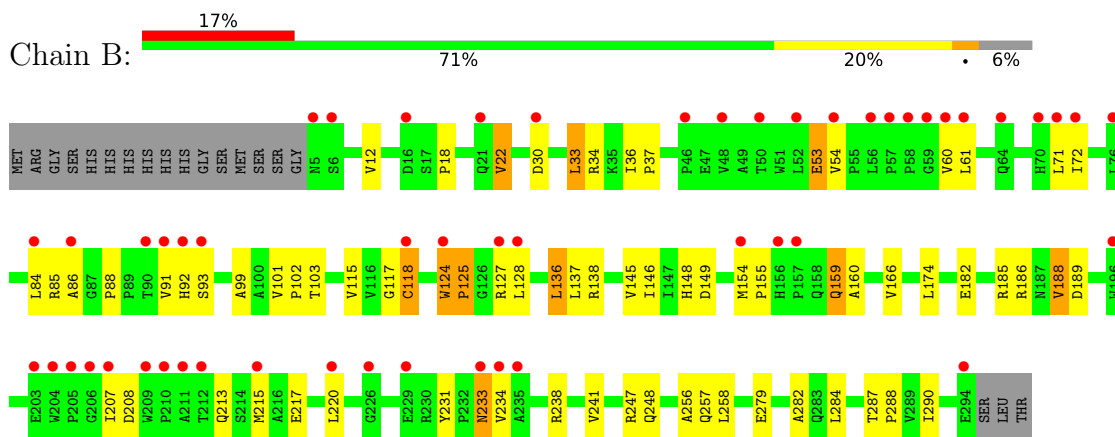 17%
Chain B:
71% 20% • 6%
MET ARG GLY SER HIS HIS HIS HIS HIS HIS GLY SER MET SER SER GLY N5 S6 V12 D16 S17 P18 Q21 V22 D30 L33 R34 K35 I36 P37 P46 E47 V48 A49 T50 W51 L52 E53 V54 P55 L56 P57 P58 G59 V60 L61 Q64 H70 L71 I72 L76
L84 R85 A86 G87 P88 P89 T90 V91 H92 S93 A99 A100 V101 P102 T103 V115 V116 G117 C118 W124 P125 G126 R127 L128 L136 L137 R138 V145 I146 I147 H148 D149 M154 P155 H156 P157 Q158 Q159 A160 V166 L174 E182 R185 R186 N187 V188 D189 W196
E203 W204 P205 G206 I207 D208 W209 P210 A211 T212 Q213 S214 M215 A216 E217 L220 G226 E229 R230 Y231 P232 N233 V234 A235 R238 V241 R247 Q248 A256 Q257 L258 E279 A282 Q283 L284 T287 P288 V289 I290 E294 SER LEU THR